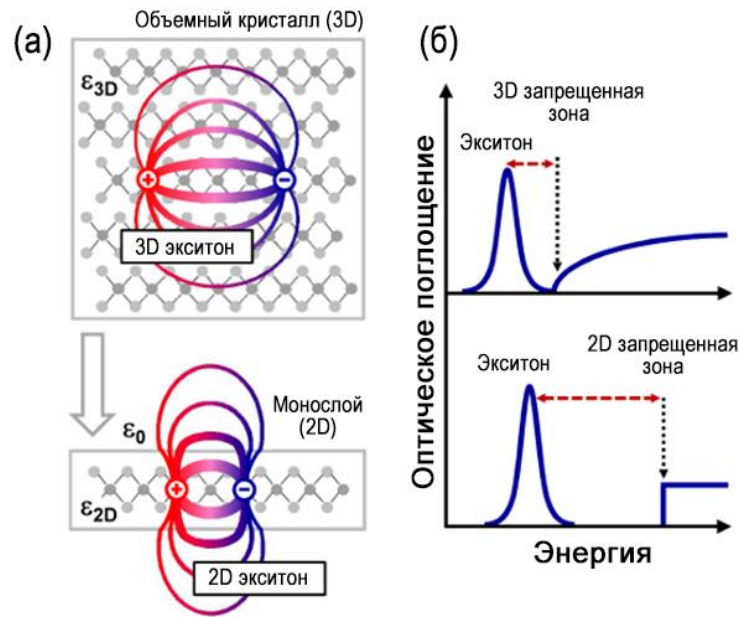 (а)
Объемный кристалл (3D)
ε3D
+
−
3D экситон
Монослой
(2D)
ε0
+
−
ε2D
2D экситон
(б)
Оптическое поглощение
3D запрещенная
зона
Экситон
2D запрещенная
зона
Экситон
Энергия